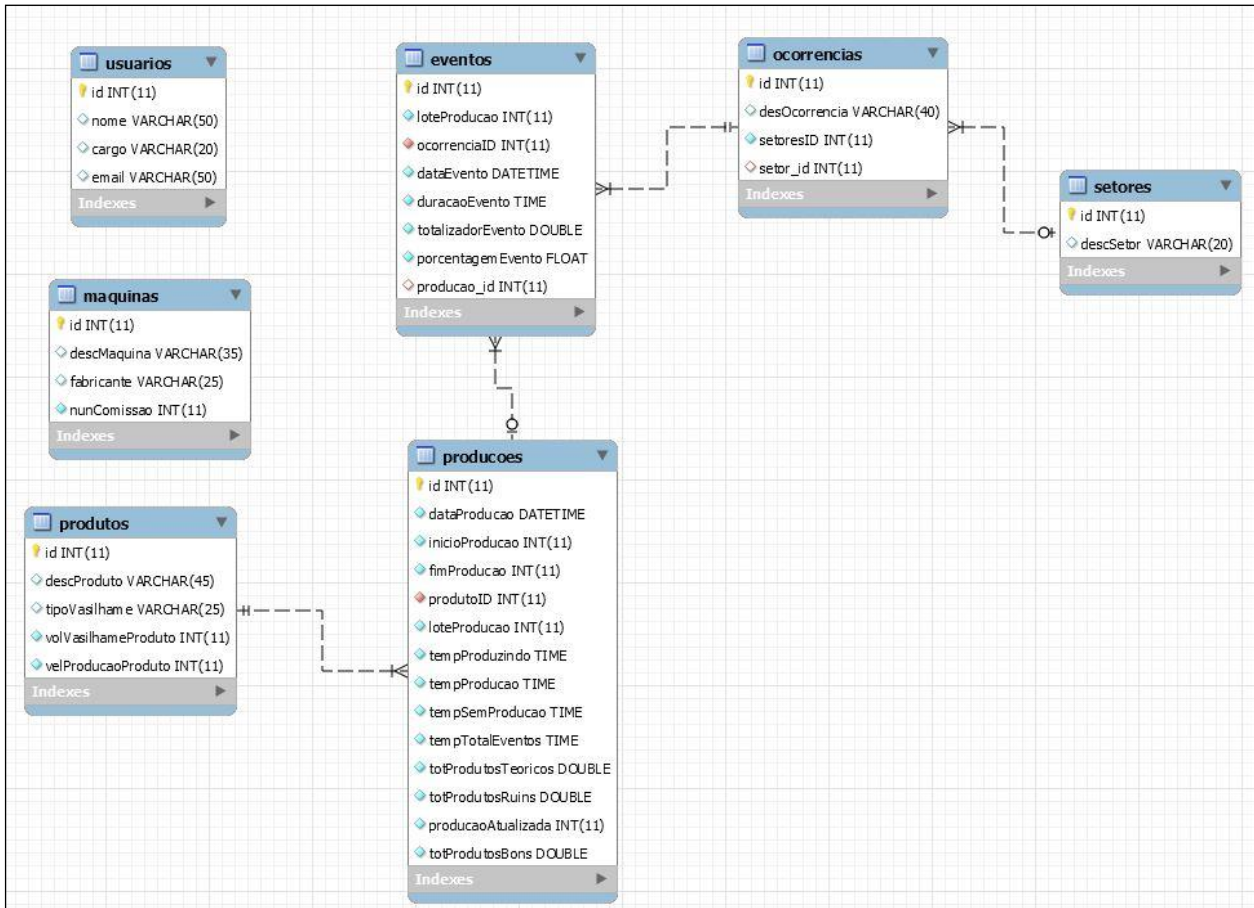 usuarios
id INT(11)
nome VARCHAR(50)
cargo VARCHAR(20)
email VARCHAR(50)
Indexes
maquinas
id INT(11)
descMaquina VARCHAR(35)
fabricante VARCHAR(25)
nunComissao INT(11)
Indexes
produtos
id INT(11)
descProduto VARCHAR(45)
tipoVasilhame VARCHAR(25)
volVasilhameProduto INT(11)
velProducaoProduto INT(11)
Indexes
eventos
id INT(11)
loteProducao INT(11)
ocorrenciaID INT(11)
dataEvento DATETIME
duracaoEvento TIME
totalizadorEvento DOUBLE
porcentagemEvento FLOAT
producao_id INT(11)
Indexes
producoes
id INT(11)
dataProducao DATETIME
inicioProducao INT(11)
fimProducao INT(11)
produtoID INT(11)
loteProducao INT(11)
tempProduzindo TIME
tempProducao TIME
tempSemProducao TIME
tempTotalEventos TIME
totProdutosTeoricos DOUBLE
totProdutosRuins DOUBLE
producaoAtualizada INT(11)
totProdutosBons DOUBLE
Indexes
ocorrencias
id INT(11)
desOcorrencia VARCHAR(40)
setoresID INT(11)
setor_id INT(11)
Indexes
setores
id INT(11)
descSetor VARCHAR(20)
Indexes